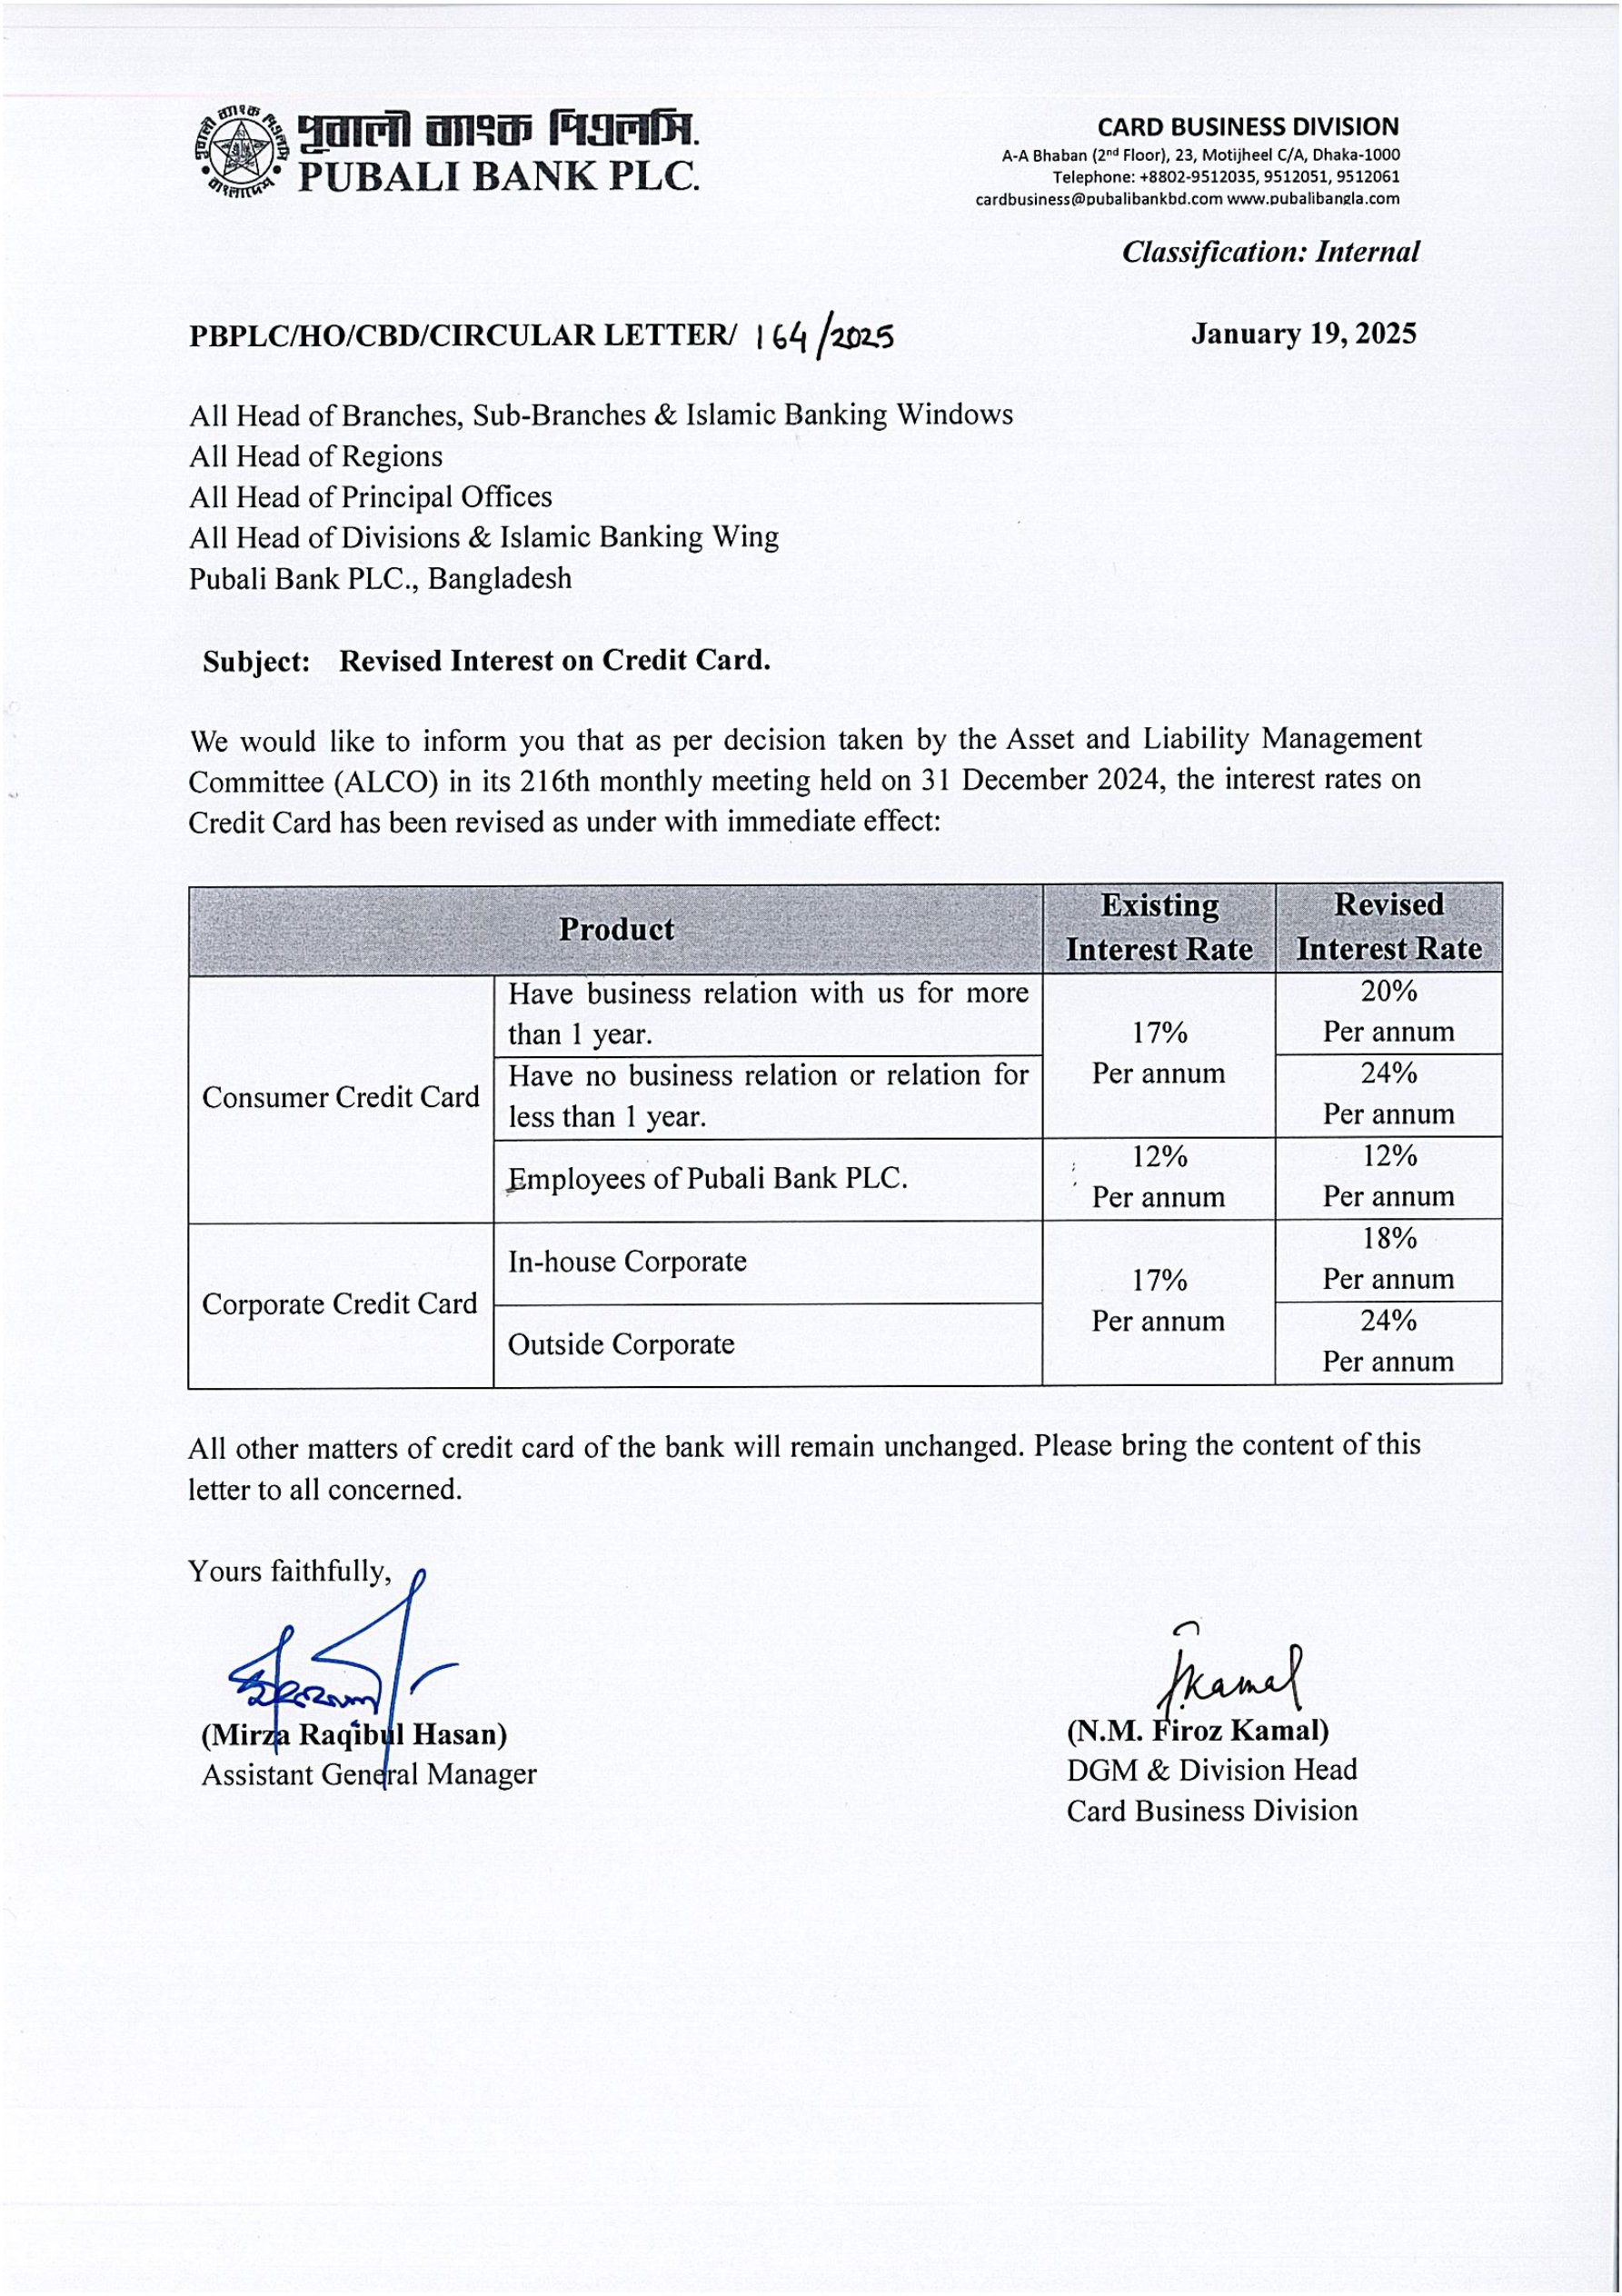 পূবালী ব্যাংক পিএলসি.
PUBALI BANK PLC.
পূবালী ব্যাংক পিএলসি
বাংলাদেশ
CARD BUSINESS DIVISION
A-A Bhaban (2nd Floor), 23, Motijheel C/A, Dhaka-1000
Telephone: +8802-9512035, 9512051, 9512061
cardbusiness@pubalibankbd.com www.pubalibangla.com
Classification: Internal
PBPLC/HO/CBD/CIRCULAR LETTER/ 164/2025 January 19, 2025
All Head of Branches, Sub-Branches & Islamic Banking Windows
All Head of Regions
All Head of Principal Offices
All Head of Divisions & Islamic Banking Wing
Pubali Bank PLC., Bangladesh
Subject: Revised Interest on Credit Card.
We would like to inform you that as per decision taken by the Asset and Liability Management
Committee (ALCO) in its 216th monthly meeting held on 31 December 2024, the interest rates on
Credit Card has been revised as under with immediate effect:
Product
Existing
Interest Rate
Revised
Interest Rate
Consumer Credit Card
Have business relation with us for more
than 1 year.
17%
Per annum
20%
Per annum
Have no business relation or relation for
less than 1 year.
24%
Per annum
Employees of Pubali Bank PLC.
12%
Per annum
12%
Per annum
Corporate Credit Card
In-house Corporate
17%
Per annum
18%
Per annum
Outside Corporate
24%
Per annum
All other matters of credit card of the bank will remain unchanged. Please bring the content of this
letter to all concerned.
Yours faithfully,
(Mirza Raqibul Hasan)
Assistant General Manager
fkamal
(N.M. Firoz Kamal)
DGM & Division Head
Card Business Division